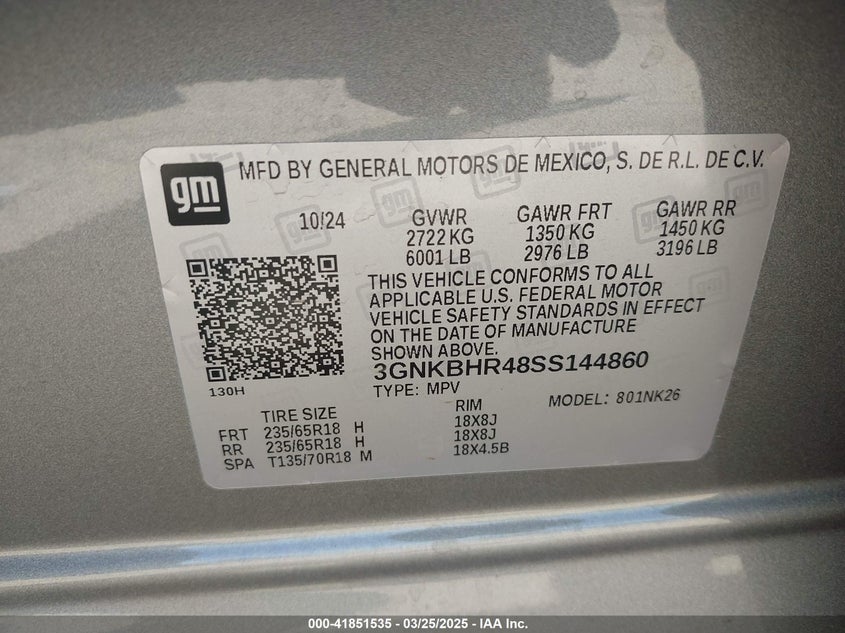 gm
MFD BY GENERAL MOTORS DE MEXICO, S. DE R.L. DE C.V.
10/24
GVWR
2722 KG
6001 LB
GAWR FRT
1350 KG
2976 LB
GAWR RR
1450 KG
3196 LB
THIS VEHICLE CONFORMS TO ALL
APPLICABLE U.S. FEDERAL MOTOR
VEHICLE SAFETY STANDARDS IN EFFECT
ON THE DATE OF MANUFACTURE
SHOWN ABOVE.
3GNKBHR48SS144860
130H
TYPE: MPV
MODEL: 801NK26
TIRE SIZE
RIM
FRT 235/65R18 H 18X8J
RR 235/65R18 H 18X8J
SPA T135/70R18 M 18X4.5B
000-41851535 - 03/25/2025 - IAA Inc.